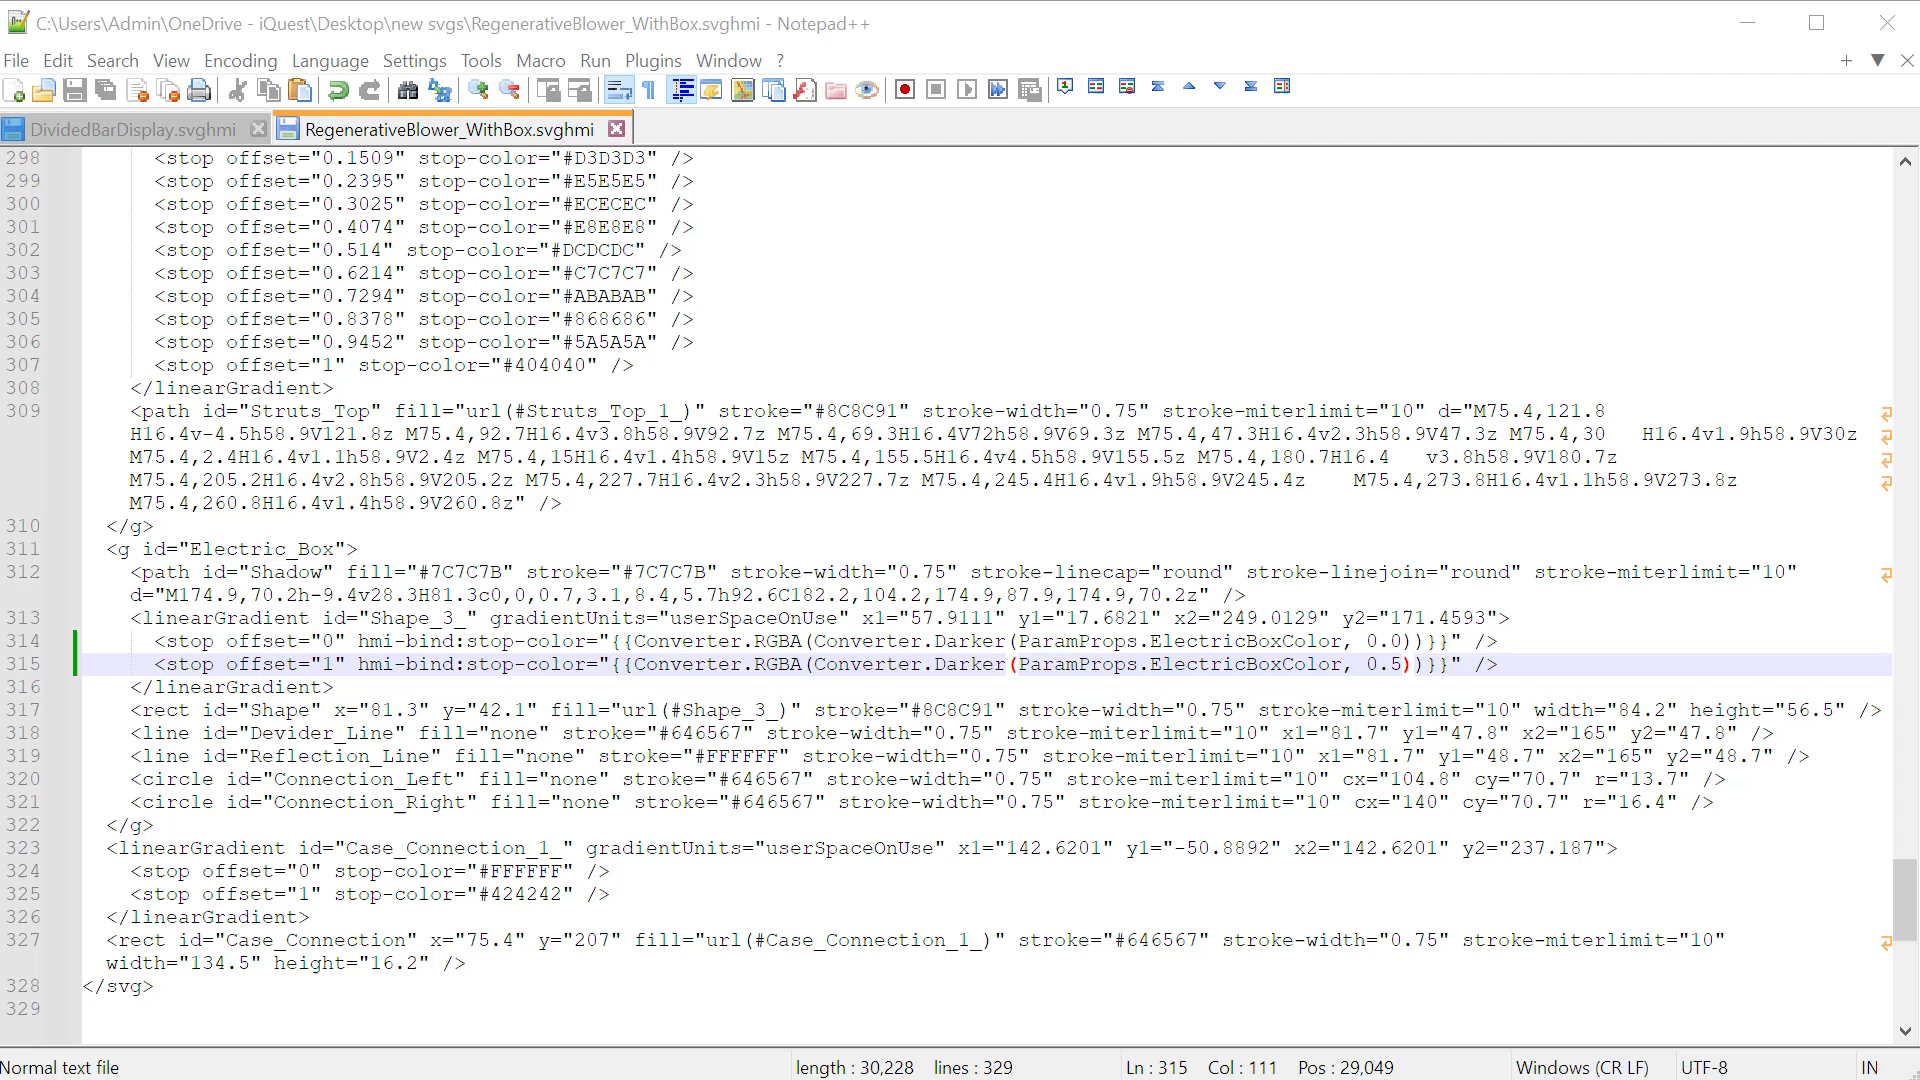 C:\Users\Admin\OneDrive - iQuest\Desktop\new svgs\RegenerativeBlower_WithBox.svghmi - Notepad++
File Edit Search View Encoding Language Settings Tools Macro Run Plugins Window ?
DividedBarDisplay.svghmi RegenerativeBlower_WithBox.svghmi
298 <stop offset="0.1509" stop-color="#D3D3D3" />
299 <stop offset="0.2395" stop-color="#E5E5E5" />
300 <stop offset="0.3025" stop-color="#ECECEC" />
301 <stop offset="0.4074" stop-color="#E8E8E8" />
302 <stop offset="0.514" stop-color="#DCDCDC" />
303 <stop offset="0.6214" stop-color="#C7C7C7" />
304 <stop offset="0.7294" stop-color="#ABABAB" />
305 <stop offset="0.8378" stop-color="#868686" />
306 <stop offset="0.9452" stop-color="#5A5A5A" />
307 <stop offset="1" stop-color="#404040" />
308 </linearGradient>
309 <path id="Struts_Top" fill="url(#Struts_Top_1_)" stroke="#8C8C91" stroke-width="0.75" stroke-miterlimit="10" d="M75.4,121.8
H16.4v-4.5h58.9V121.8z M75.4,92.7H16.4v3.8h58.9V92.7z M75.4,69.3H16.4V72h58.9V69.3z M75.4,47.3H16.4v2.3h58.9V47.3z M75.4,30 H16.4v1.9h58.9V30z
M75.4,2.4H16.4v1.1h58.9V2.4z M75.4,15H16.4v1.4h58.9V15z M75.4,155.5H16.4v4.5h58.9V155.5z M75.4,180.7H16.4 v3.8h58.9V180.7z
M75.4,205.2H16.4v2.8h58.9V205.2z M75.4,227.7H16.4v2.3h58.9V227.7z M75.4,245.4H16.4v1.9h58.9V245.4z M75.4,273.8H16.4v1.1h58.9V273.8z
M75.4,260.8H16.4v1.4h58.9V260.8z" />
310 </g>
311 <g id="Electric_Box">
312 <path id="Shadow" fill="#7C7C7B" stroke="#7C7C7B" stroke-width="0.75" stroke-linecap="round" stroke-linejoin="round" stroke-miterlimit="10"
d="M174.9,70.2h-9.4v28.3H81.3c0,0,0.7,3.1,8.4,5.7h92.6C182.2,104.2,174.9,87.9,174.9,70.2z" />
313 <linearGradient id="Shape_3_" gradientUnits="userSpaceOnUse" x1="57.9111" y1="17.6821" x2="249.0129" y2="171.4593">
314 <stop offset="0" hmi-bind:stop-color="{{Converter.RGBA(Converter.Darker(ParamProps.ElectricBoxColor, 0.0))}}" />
315 <stop offset="1" hmi-bind:stop-color="{{Converter.RGBA(Converter.Darker(ParamProps.ElectricBoxColor, 0.5))}}" />
316 </linearGradient>
317 <rect id="Shape" x="81.3" y="42.1" fill="url(#Shape_3_)" stroke="#8C8C91" stroke-width="0.75" stroke-miterlimit="10" width="84.2" height="56.5" />
318 <line id="Devider_Line" fill="none" stroke="#646567" stroke-width="0.75" stroke-miterlimit="10" x1="81.7" y1="47.8" x2="165" y2="47.8" />
319 <line id="Reflection_Line" fill="none" stroke="#FFFFFF" stroke-width="0.75" stroke-miterlimit="10" x1="81.7" y1="48.7" x2="165" y2="48.7" />
320 <circle id="Connection_Left" fill="none" stroke="#646567" stroke-width="0.75" stroke-miterlimit="10" cx="104.8" cy="70.7" r="13.7" />
321 <circle id="Connection_Right" fill="none" stroke="#646567" stroke-width="0.75" stroke-miterlimit="10" cx="140" cy="70.7" r="16.4" />
322 </g>
323 <linearGradient id="Case_Connection_1_" gradientUnits="userSpaceOnUse" x1="142.6201" y1="-50.8892" x2="142.6201" y2="237.187">
324 <stop offset="0" stop-color="#FFFFFF" />
325 <stop offset="1" stop-color="#424242" />
326 </linearGradient>
327 <rect id="Case_Connection" x="75.4" y="207" fill="url(#Case_Connection_1_)" stroke="#646567" stroke-width="0.75" stroke-miterlimit="10"
width="134.5" height="16.2" />
328 </svg>
329
Normal text file length : 30,228 lines : 329 Ln : 315 Col : 111 Pos : 29,049 Windows (CR LF) UTF-8 IN